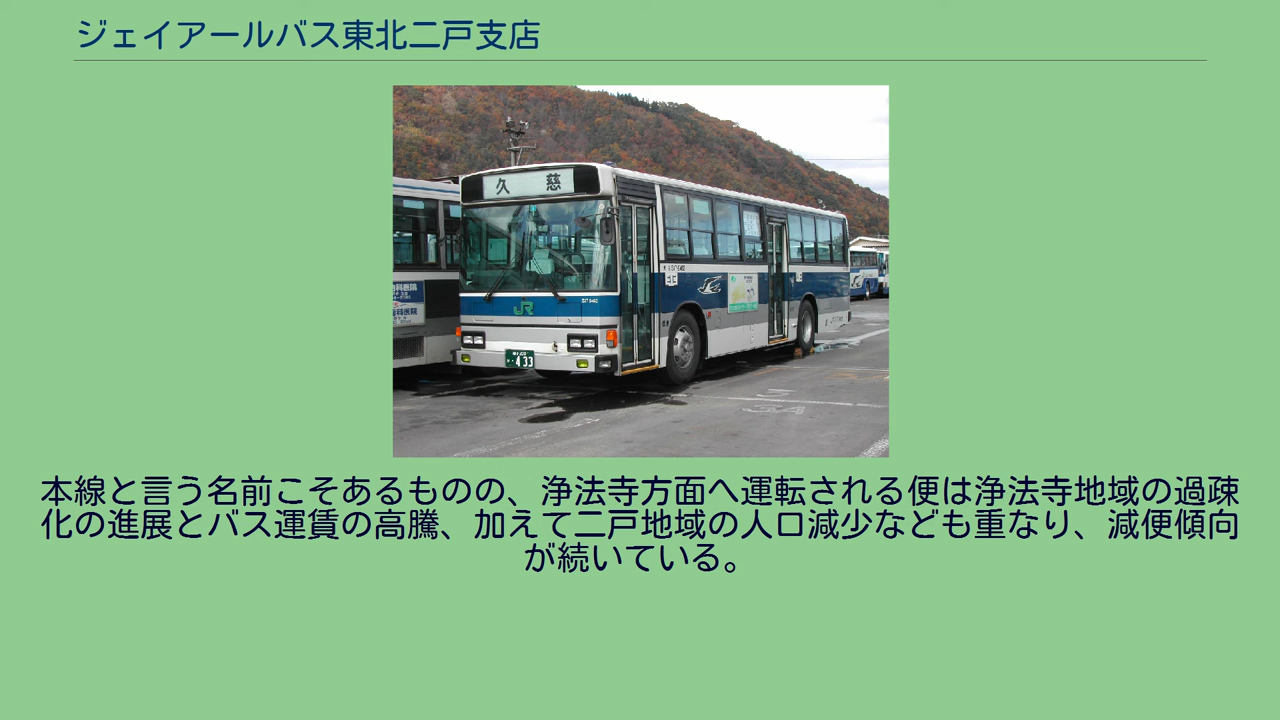 ジェイアールバス東北二戸支店
久 慈
JR
433
本線と言う名前こそあるものの、浄法寺方面へ運転される便は浄法寺地域の過疎
化の進展とバス運賃の高騰、加えて二戸地域の人口減少なども重なり、減便傾向
が続いている。